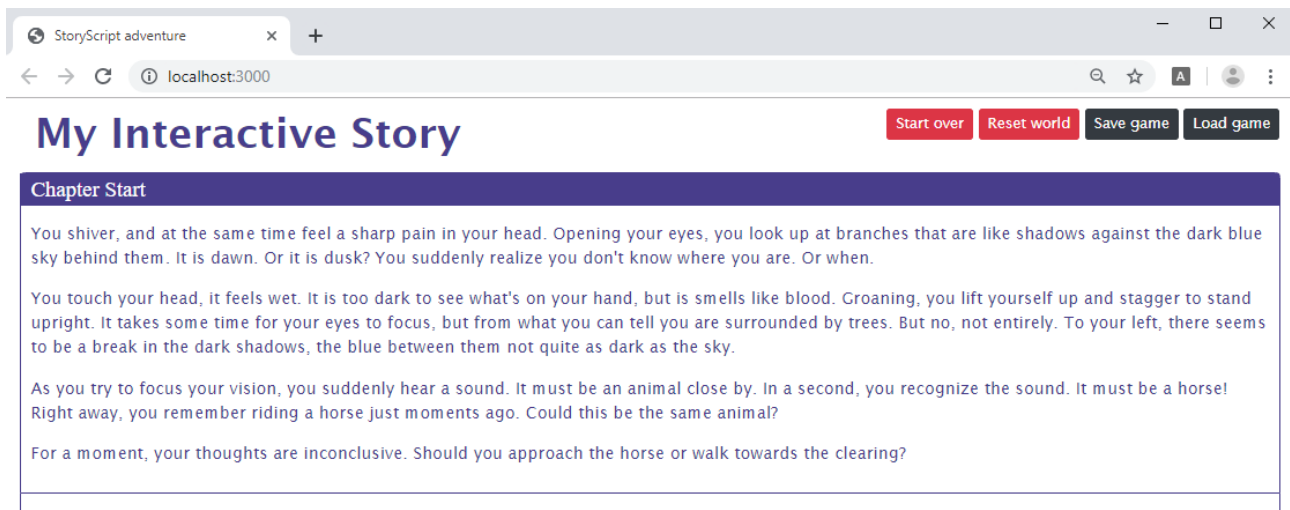 StoryScript adventure
localhost:3000
A
My Interactive Story
Start over
Reset world
Save game
Load game
Chapter Start
You shiver, and at the same time feel a sharp pain in your head. Opening your eyes, you look up at branches that are like shadows against the dark blue
sky behind them. It is dawn. Or it is dusk? You suddenly realize you don't know where you are. Or when.
You touch your head, it feels wet. It is too dark to see what's on your hand, but is smells like blood. Groaning, you lift yourself up and stagger to stand
upright. It takes some time for your eyes to focus, but from what you can tell you are surrounded by trees. But no, not entirely. To your left, there seems
to be a break in the dark shadows, the blue between them not quite as dark as the sky.
As you try to focus your vision, you suddenly hear a sound. It must be an animal close by. In a second, you recognize the sound. It must be a horse!
Right away, you remember riding a horse just moments ago. Could this be the same animal?
For a moment, your thoughts are inconclusive. Should you approach the horse or walk towards the clearing?